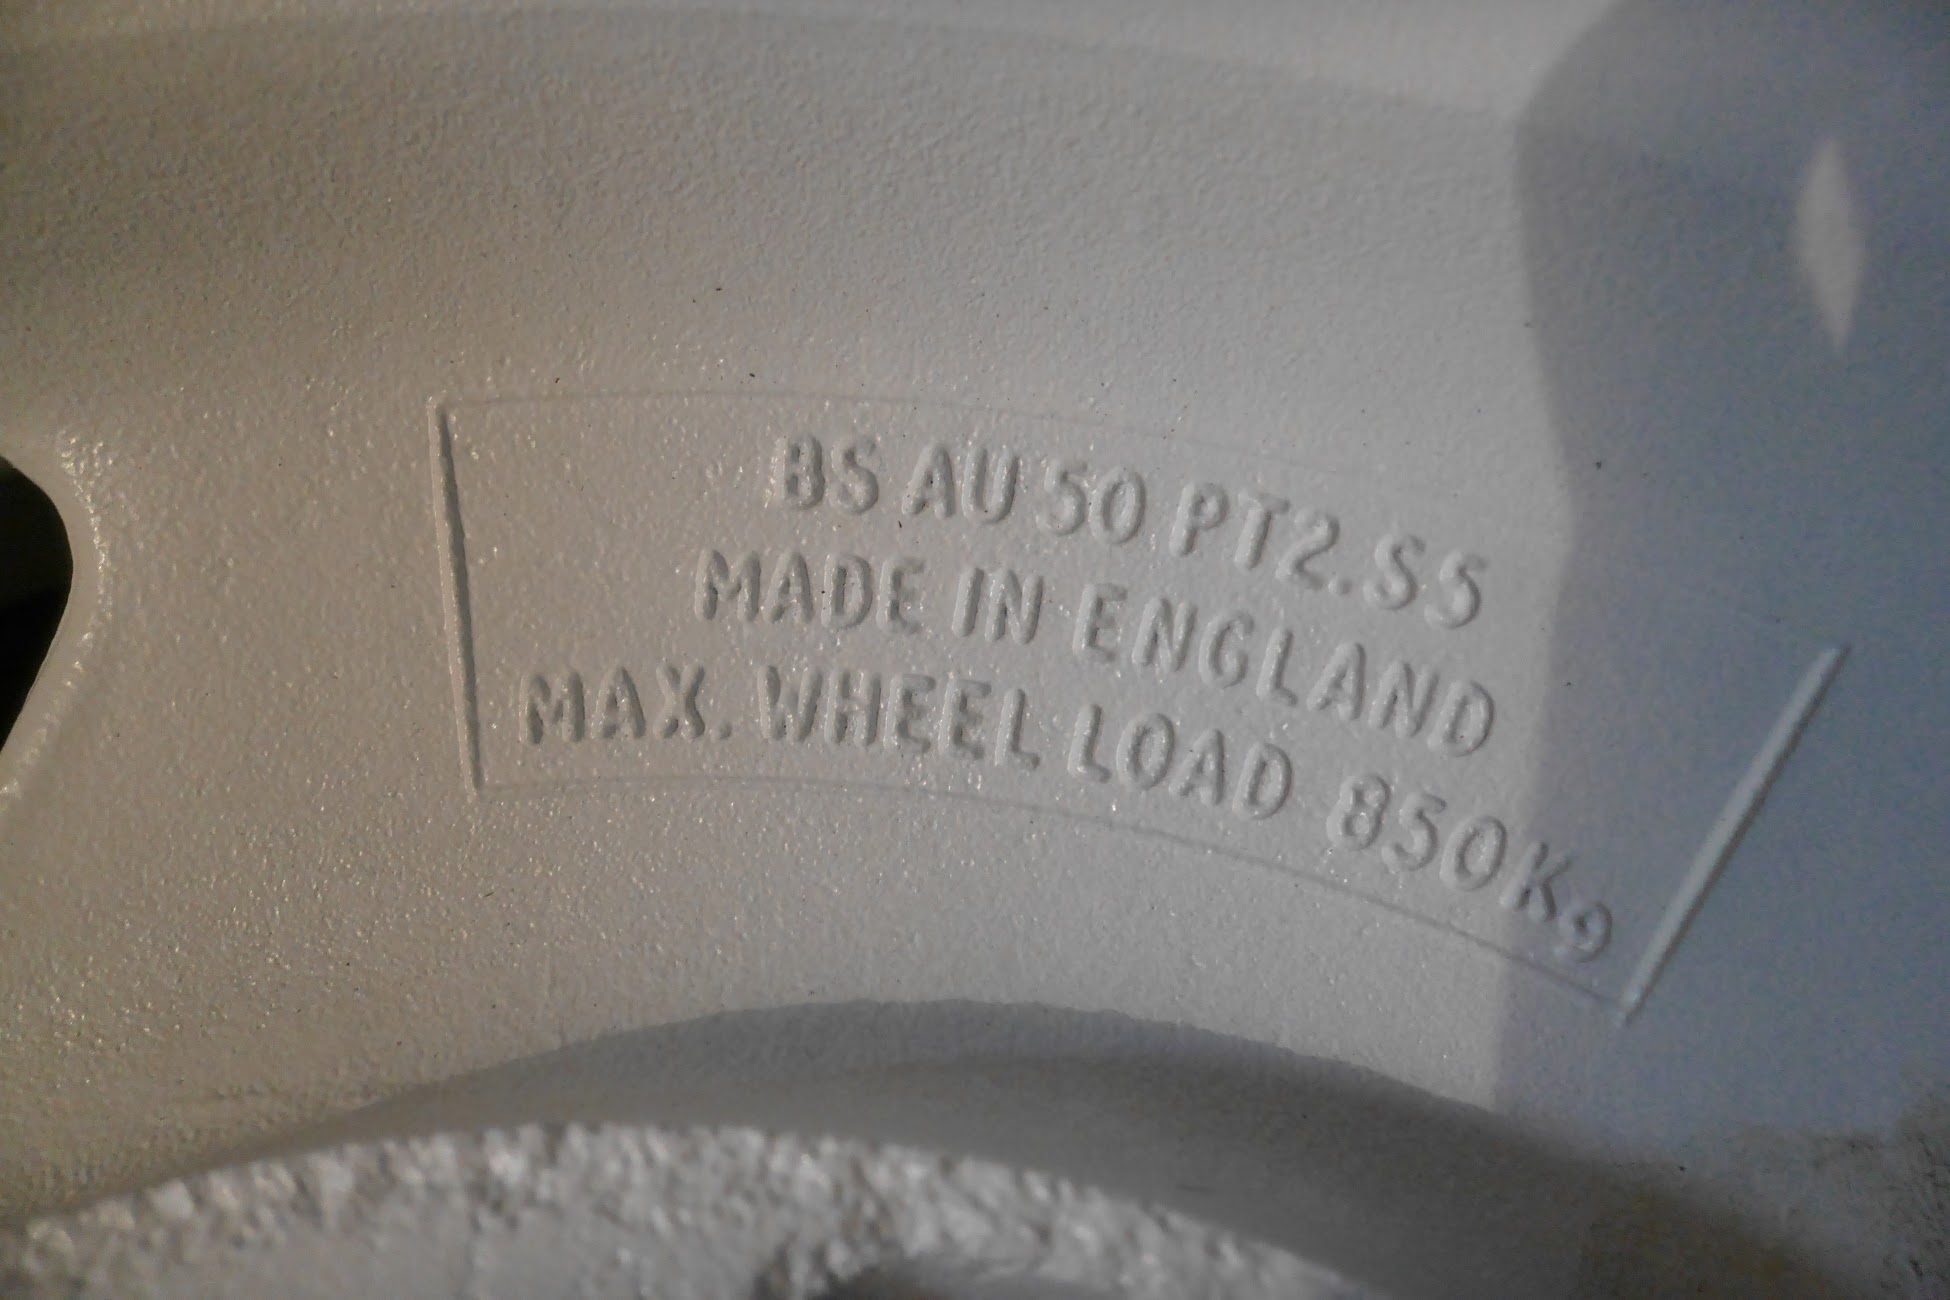 BS AU 50 PT2.S5
MADE IN ENGLAND
MAX. WHEEL LOAD 850Kg